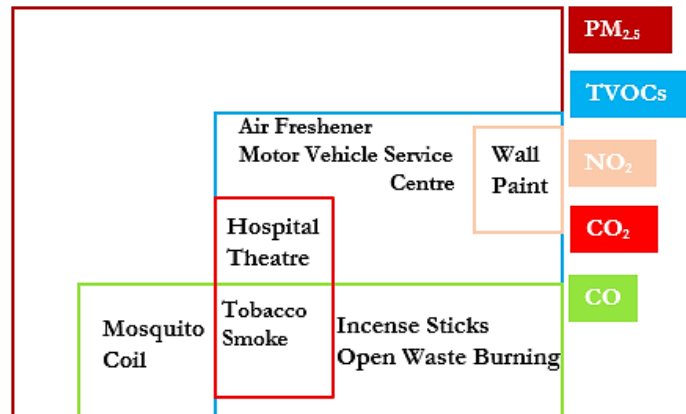 PM2.5
TVOCs
Air Freshener
Motor Vehicle Service
Centre
Wall
Paint
NO2
Hospital
Theatre
CO2
CO
Tobacco
Smoke
Mosquito
Coil
Incense Sticks
Open Waste Burning